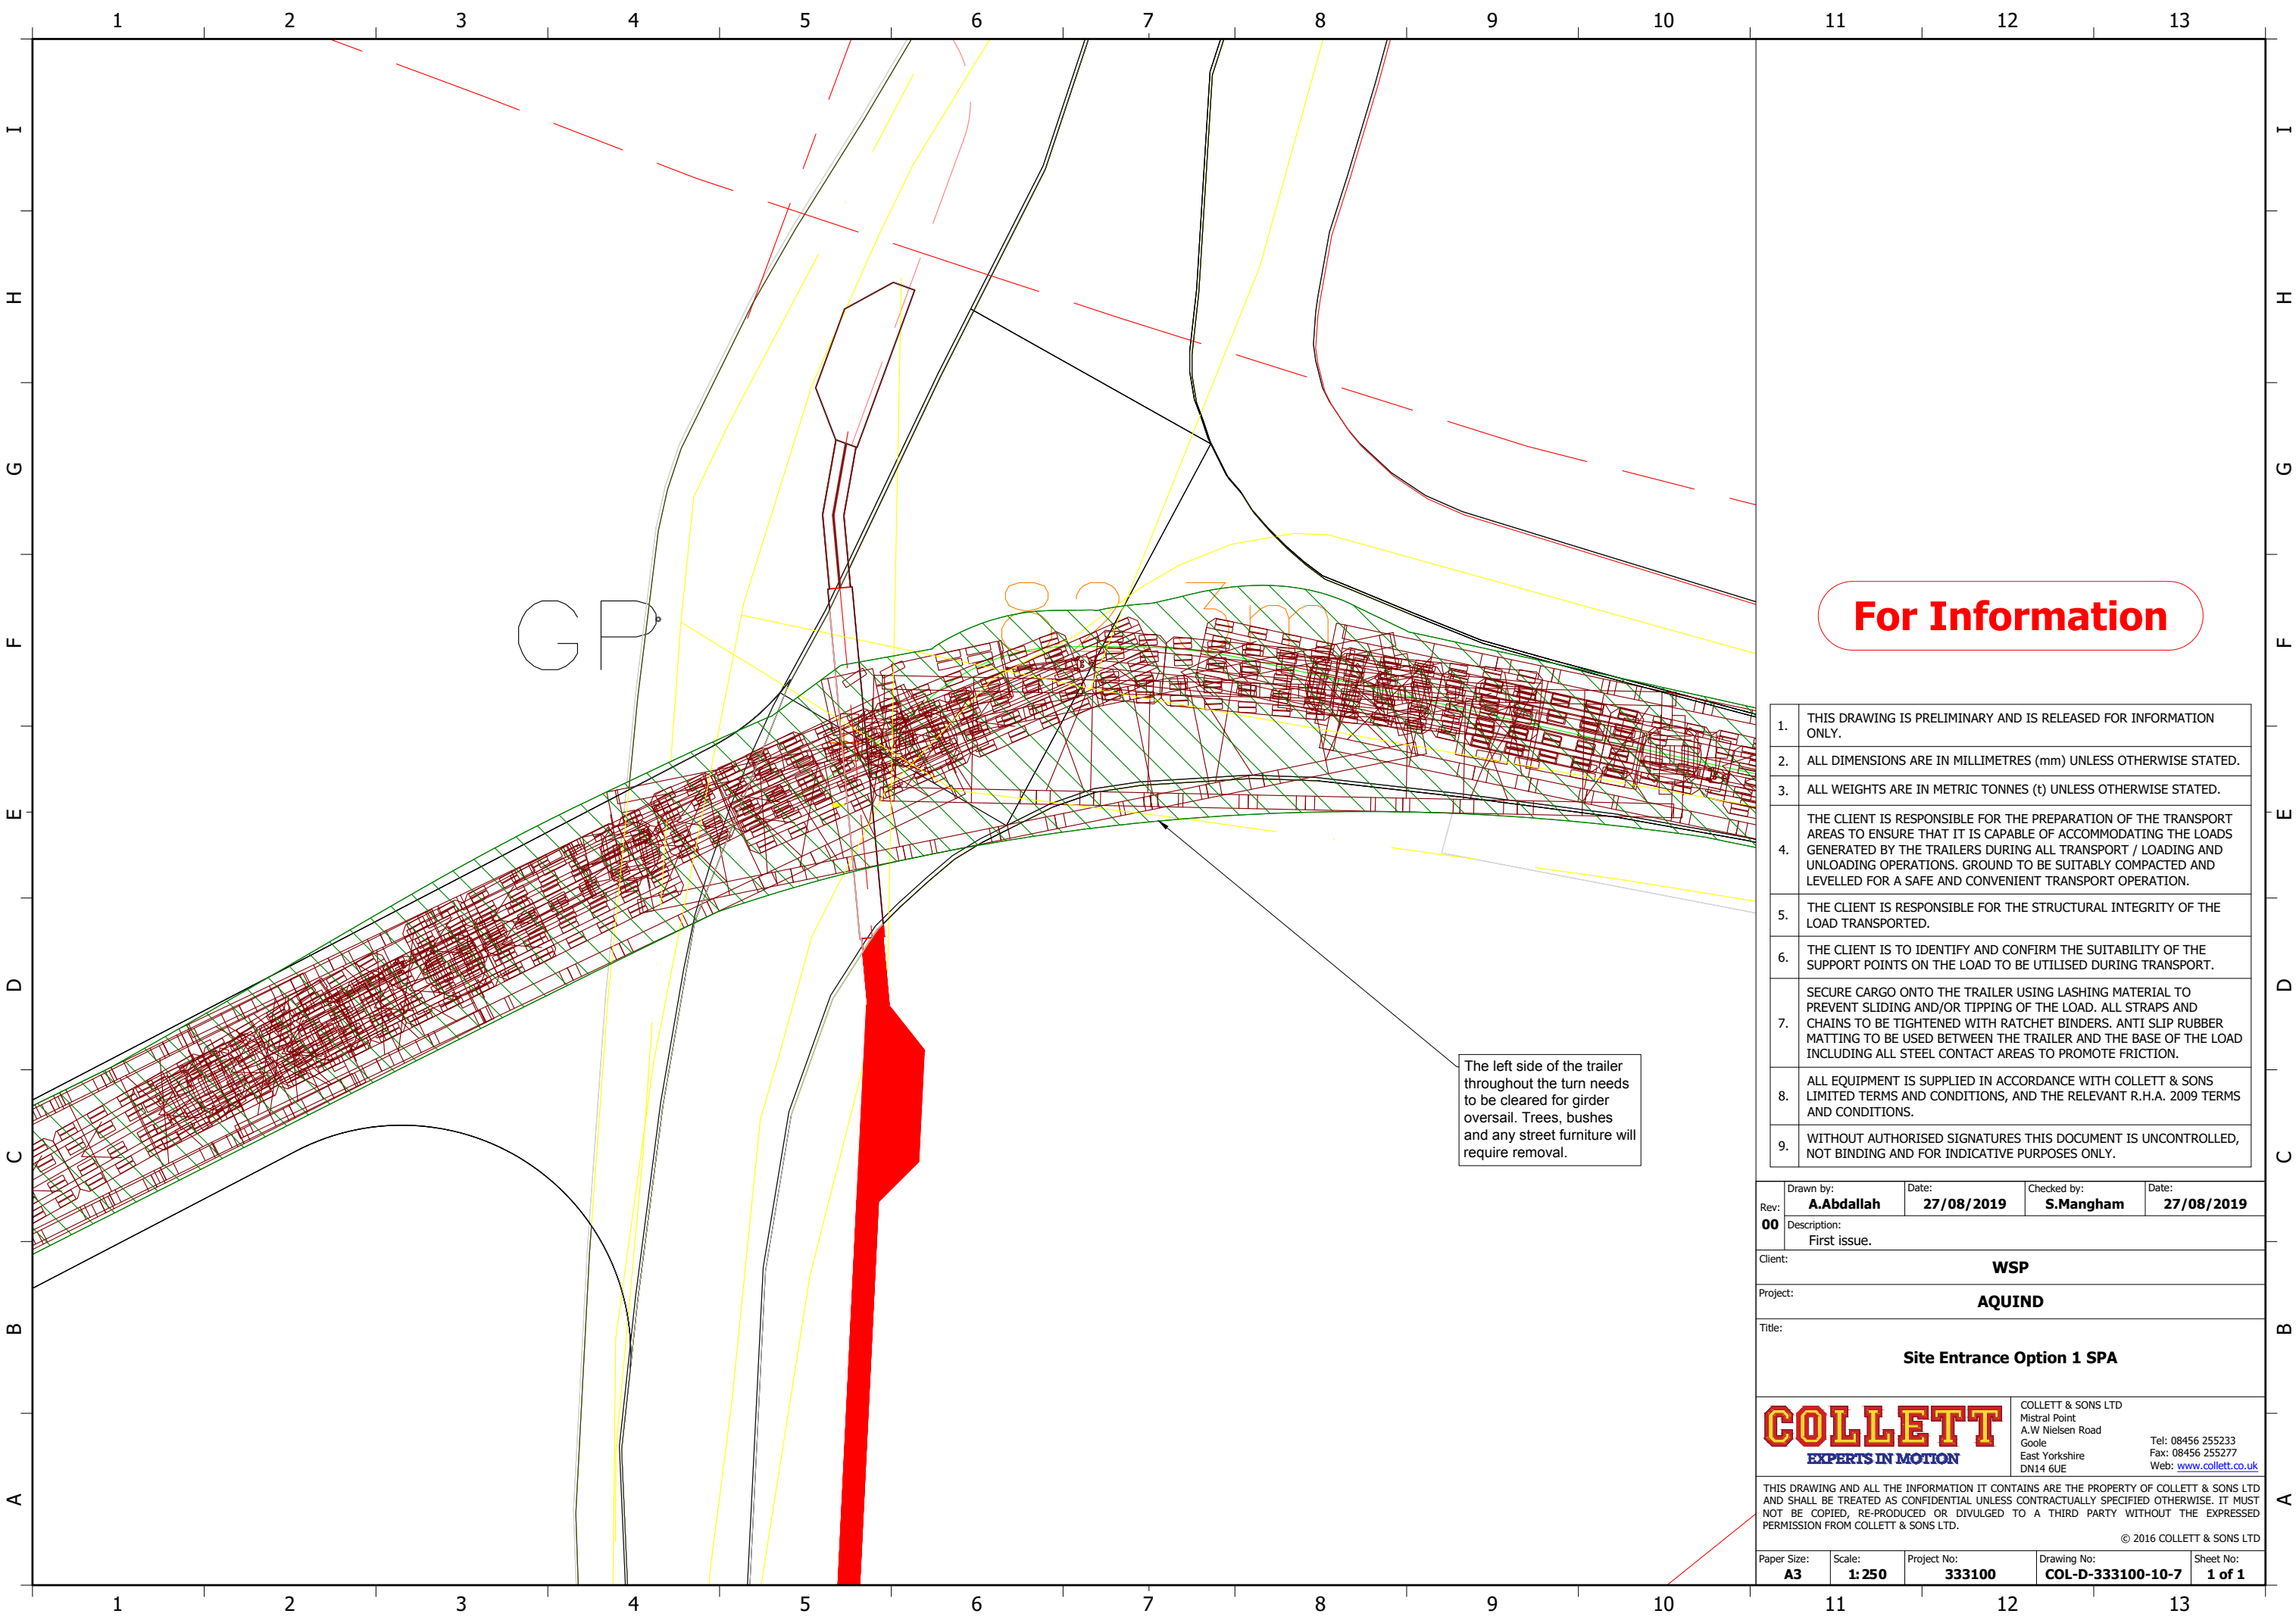 1 2 3 4 5 6 7 8 9 10 11 12 13
I I
H H
G G
F F
E E
D D
C C
B B
A A
GP
The left side of the trailer
throughout the turn needs
to be cleared for girder
oversail. Trees, bushes
and any street furniture will
require removal.
For Information
1. THIS DRAWING IS PRELIMINARY AND IS RELEASED FOR INFORMATION
ONLY.
2. ALL DIMENSIONS ARE IN MILLIMETRES (mm) UNLESS OTHERWISE STATED.
3. ALL WEIGHTS ARE IN METRIC TONNES (t) UNLESS OTHERWISE STATED.
4. THE CLIENT IS RESPONSIBLE FOR THE PREPARATION OF THE TRANSPORT
AREAS TO ENSURE THAT IT IS CAPABLE OF ACCOMMODATING THE LOADS
GENERATED BY THE TRAILERS DURING ALL TRANSPORT / LOADING AND
UNLOADING OPERATIONS. GROUND TO BE SUITABLY COMPACTED AND
LEVELLED FOR A SAFE AND CONVENIENT TRANSPORT OPERATION.
5. THE CLIENT IS RESPONSIBLE FOR THE STRUCTURAL INTEGRITY OF THE
LOAD TRANSPORTED.
6. THE CLIENT IS TO IDENTIFY AND CONFIRM THE SUITABILITY OF THE
SUPPORT POINTS ON THE LOAD TO BE UTILISED DURING TRANSPORT.
7. SECURE CARGO ONTO THE TRAILER USING LASHING MATERIAL TO
PREVENT SLIDING AND/OR TIPPING OF THE LOAD. ALL STRAPS AND
CHAINS TO BE TIGHTENED WITH RATCHET BINDERS. ANTI SLIP RUBBER
MATTING TO BE USED BETWEEN THE TRAILER AND THE BASE OF THE LOAD
INCLUDING ALL STEEL CONTACT AREAS TO PROMOTE FRICTION.
8. ALL EQUIPMENT IS SUPPLIED IN ACCORDANCE WITH COLLETT & SONS
LIMITED TERMS AND CONDITIONS, AND THE RELEVANT R.H.A. 2009 TERMS
AND CONDITIONS.
9. WITHOUT AUTHORISED SIGNATURES THIS DOCUMENT IS UNCONTROLLED,
NOT BINDING AND FOR INDICATIVE PURPOSES ONLY.
Rev: Drawn by: Date: Checked by: Date:
A.Abdallah 27/08/2019 S.Mangham 27/08/2019
00 Description:
First issue.
Client:
WSP
Project:
AQUIND
Title:
Site Entrance Option 1 SPA
COLLETT
EXPERTS IN MOTION
COLLETT & SONS LTD
Mistral Point
A.W Nielsen Road
Goole
East Yorkshire
DN14 6UE
Tel: 08456 255233
Fax: 08456 255277
Web: www.collett.co.uk
THIS DRAWING AND ALL THE INFORMATION IT CONTAINS ARE THE PROPERTY OF COLLETT & SONS LTD
AND SHALL BE TREATED AS CONFIDENTIAL UNLESS CONTRACTUALLY SPECIFIED OTHERWISE. IT MUST
NOT BE COPIED, RE-PRODUCED OR DIVULGED TO A THIRD PARTY WITHOUT THE EXPRESSED
PERMISSION FROM COLLETT & SONS LTD.
© 2016 COLLETT & SONS LTD
Paper Size: Scale: Project No: Drawing No: Sheet No:
A3 1:250 333100 COL-D-333100-10-7 1 of 1
1 2 3 4 5 6 7 8 9 10 11 12 13